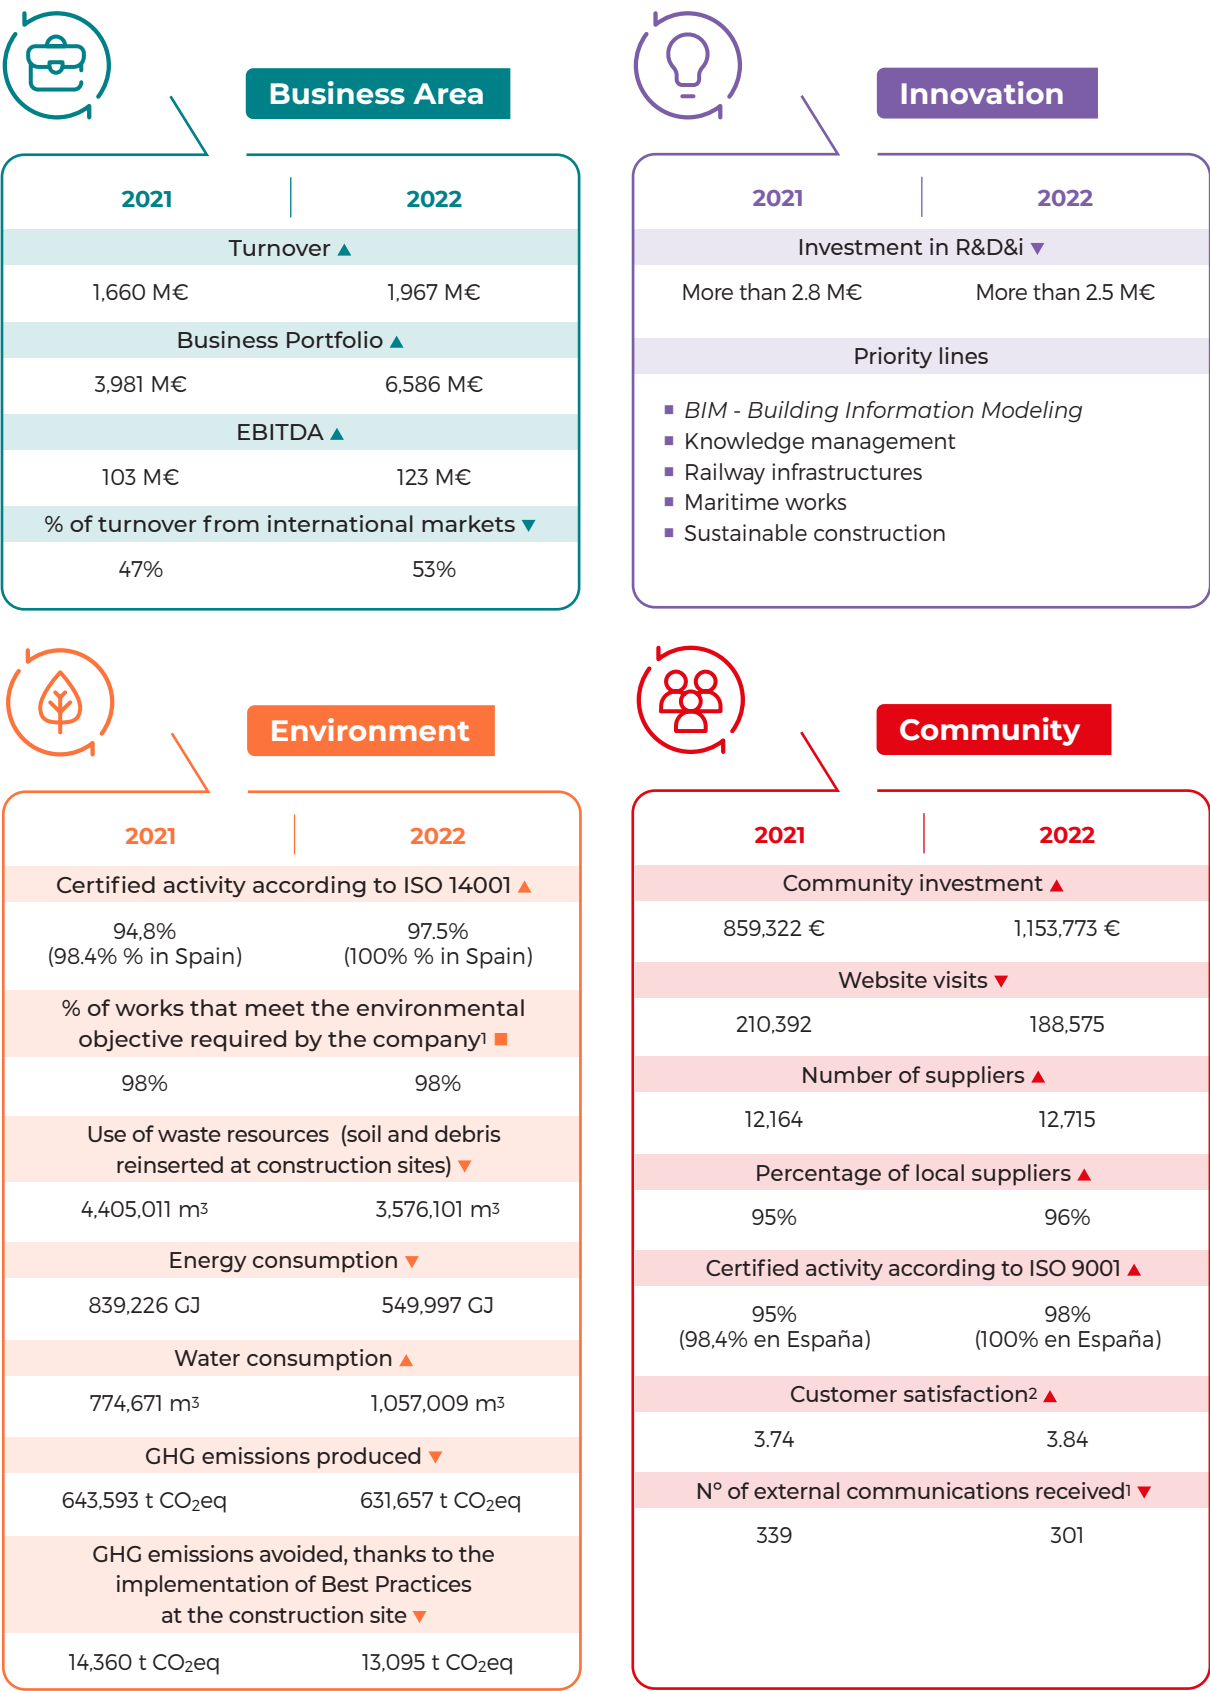 Business Area
2021
2022
Turnover ▲
1,660 M€
1,967 M€
Business Portfolio ▲
3,981 M€
6,586 M€
EBITDA ▲
103 M€
123 M€
% of turnover from international markets ▼
47%
53%
Innovation
2021
2022
Investment in R&D&i ▼
More than 2.8 M€
More than 2.5 M€
Priority lines
▪ BIM - Building Information Modeling
▪ Knowledge management
▪ Railway infrastructures
▪ Maritime works
▪ Sustainable construction
Environment
2021
2022
Certified activity according to ISO 14001 ▲
94,8%
(98.4% % in Spain)
97.5%
(100% % in Spain)
% of works that meet the environmental
objective required by the company¹ ■
98%
98%
Use of waste resources (soil and debris
reinserted at construction sites) ▼
4,405,011 m³
3,576,101 m³
Energy consumption ▼
839,226 GJ
549,997 GJ
Water consumption ▲
774,671 m³
1,057,009 m³
GHG emissions produced ▼
643,593 t CO₂eq
631,657 t CO₂eq
GHG emissions avoided, thanks to the
implementation of Best Practices
at the construction site ▼
14,360 t CO₂eq
13,095 t CO₂eq
Community
2021
2022
Community investment ▲
859,322 €
1,153,773 €
Website visits ▼
210,392
188,575
Number of suppliers ▲
12,164
12,715
Percentage of local suppliers ▲
95%
96%
Certified activity according to ISO 9001 ▲
95%
(98,4% en España)
98%
(100% en España)
Customer satisfaction² ▲
3.74
3.84
Nº of external communications received¹ ▼
339
301